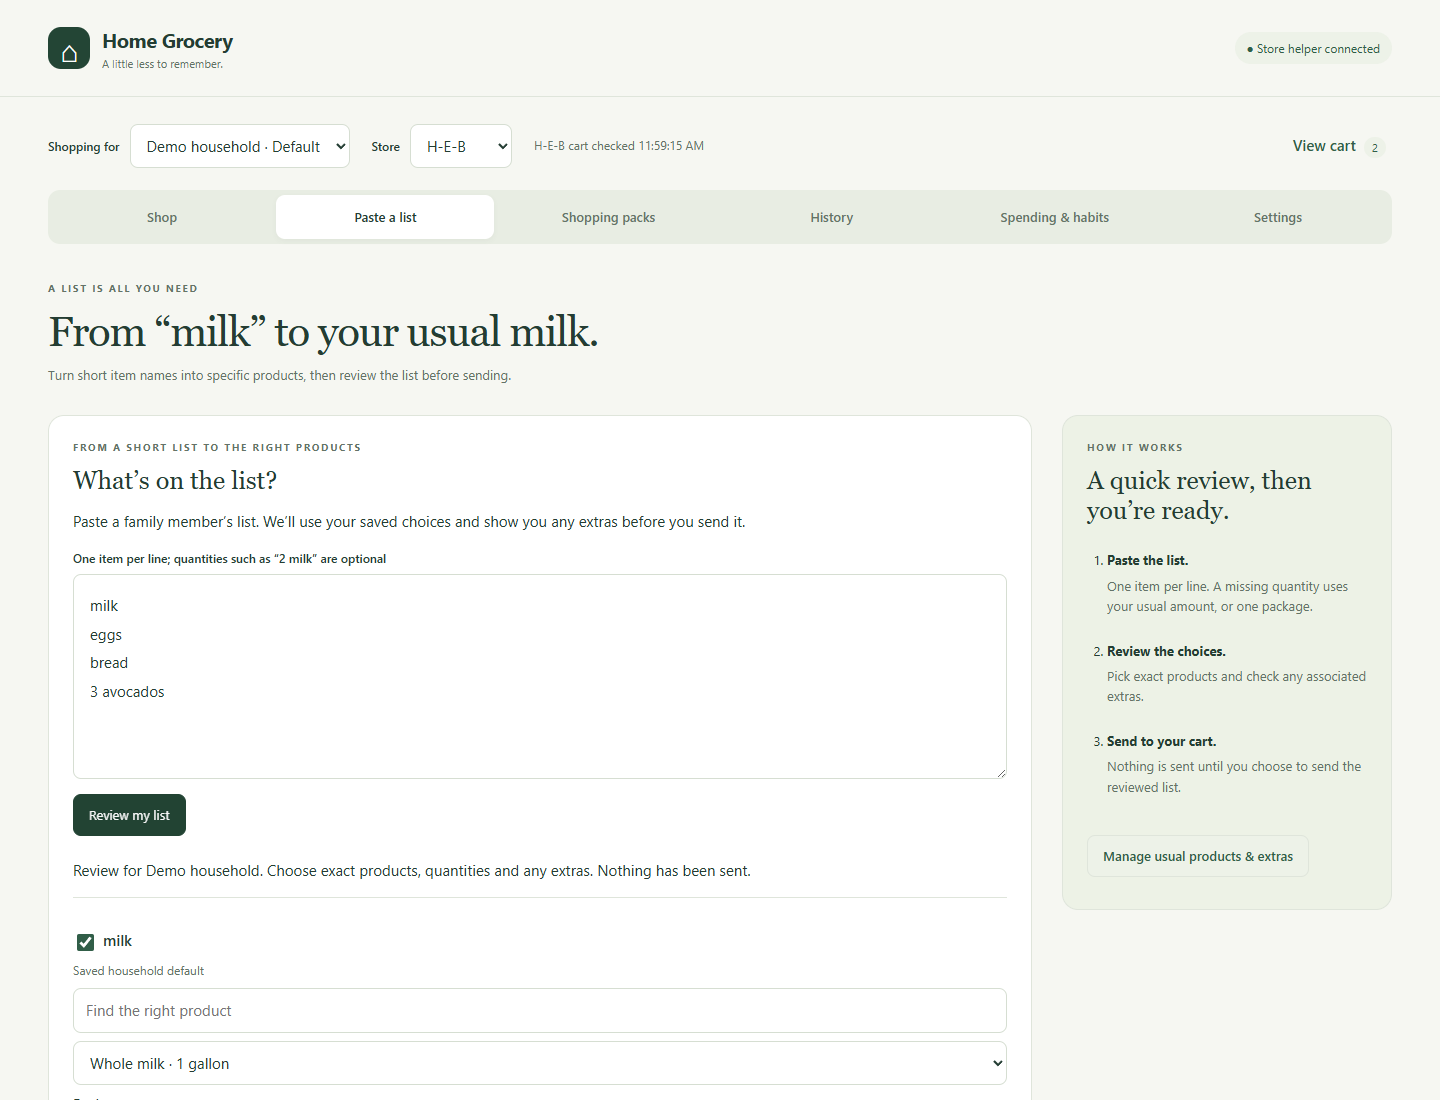 Home Grocery
A little less to remember.
● Store helper connected
Shopping for
Demo household · Default
Store
H-E-B
H-E-B cart checked 11:59:15 AM
View cart 2
Shop
Paste a list
Shopping packs
History
Spending & habits
Settings
A LIST IS ALL YOU NEED
From “milk” to your usual milk.
Turn short item names into specific products, then review the list before sending.
FROM A SHORT LIST TO THE RIGHT PRODUCTS
What’s on the list?
Paste a family member’s list. We’ll use your saved choices and show you any extras before you send it.
One item per line; quantities such as “2 milk” are optional
milk
eggs
bread
3 avocados
Review my list
Review for Demo household. Choose exact products, quantities and any extras. Nothing has been sent.
milk
Saved household default
Find the right product
Whole milk · 1 gallon
HOW IT WORKS
A quick review, then
you’re ready.
1. Paste the list.
One item per line. A missing quantity uses
your usual amount, or one package.
2. Review the choices.
Pick exact products and check any associated
extras.
3. Send to your cart.
Nothing is sent until you choose to send the
reviewed list.
Manage usual products & extras